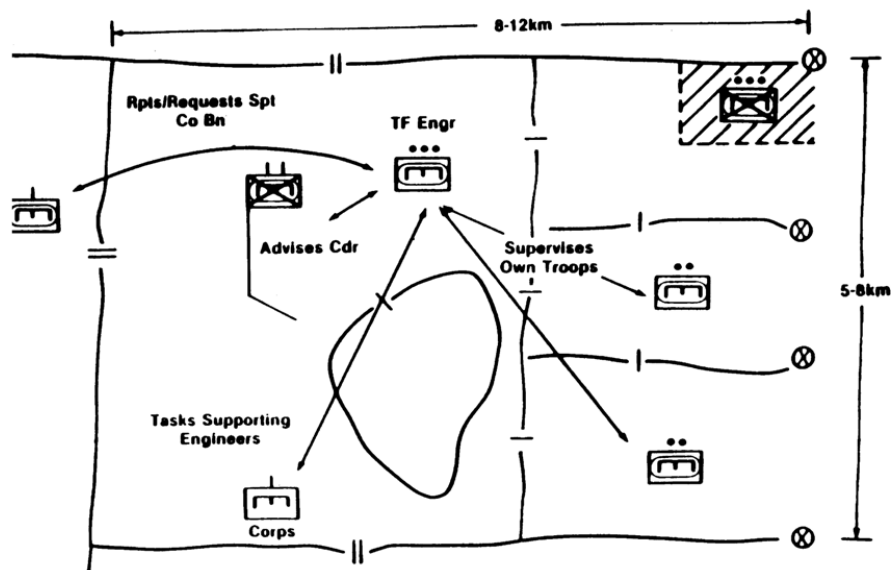 8-12km
Rpts/Requests Spt
Co Bn
TF Engr
Advises Cdr
Supervises
Own Troops
5-8km
Tasks Supporting
Engineers
Corps